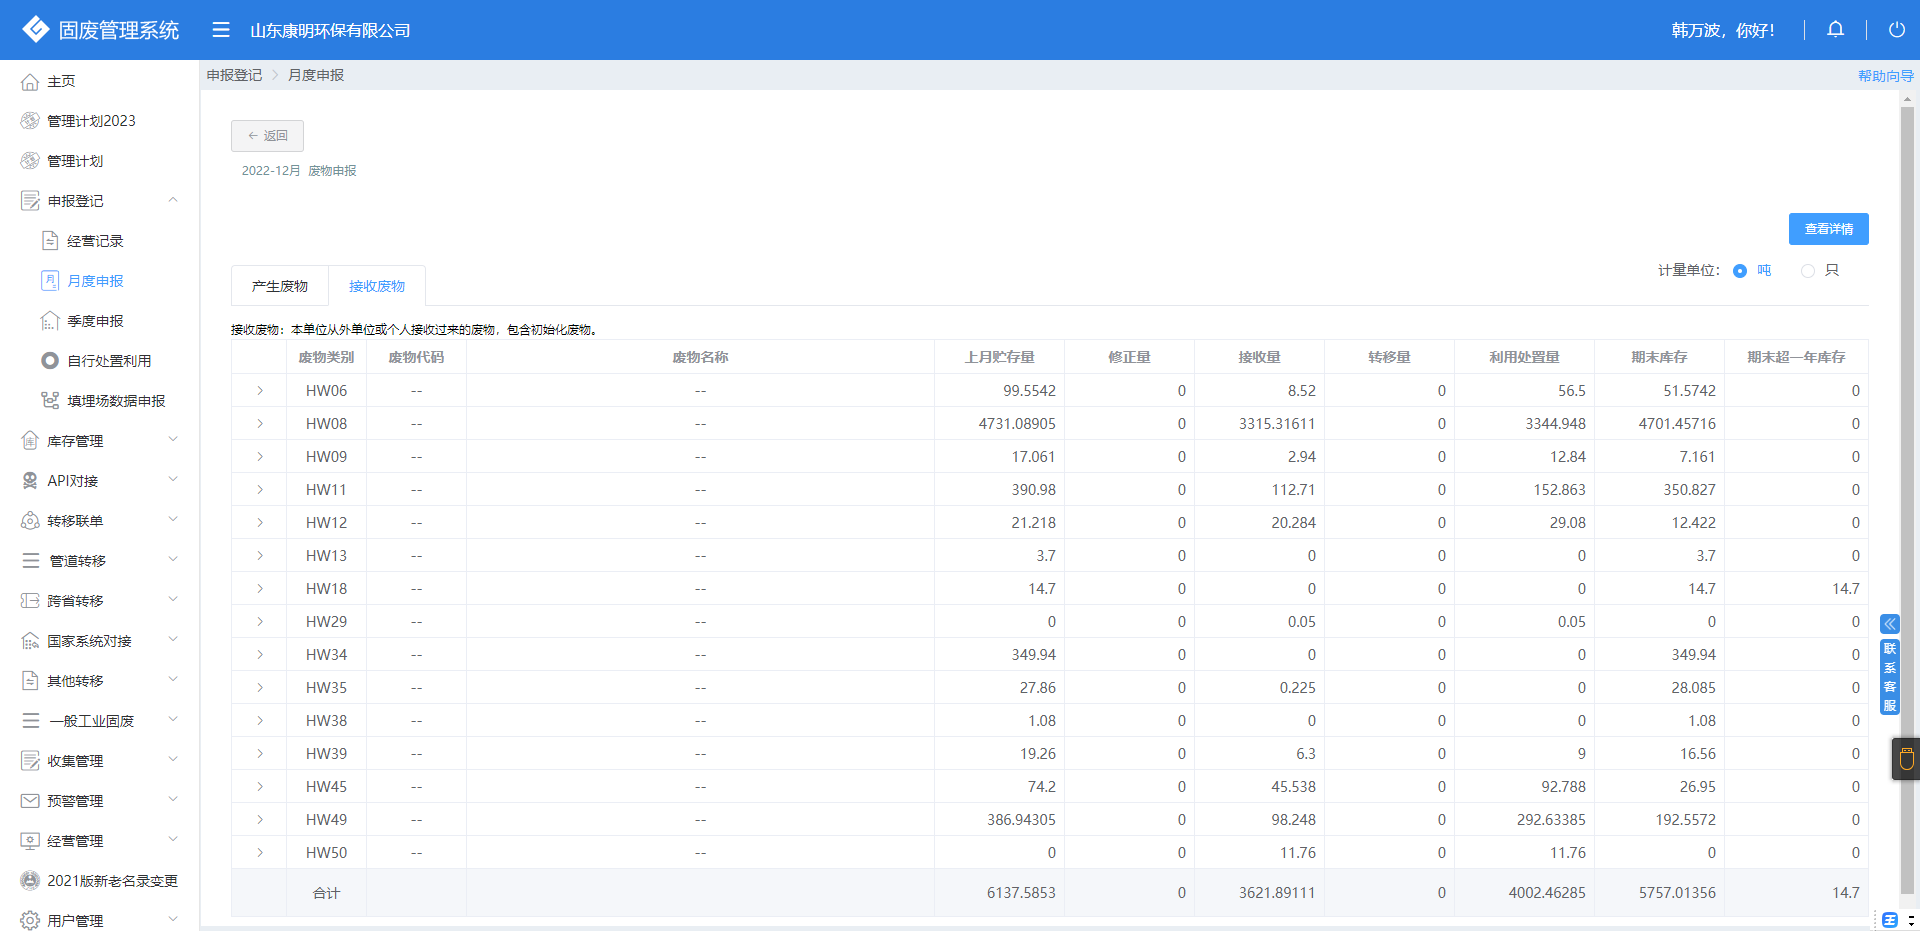 固废管理系统 山东康明环保有限公司 韩万波，你好！
申报登记 > 月度申报 帮助向导
主页
管理计划2023
管理计划
申报登记
经营记录
月度申报
季度申报
自行处置利用
填埋场数据申报
库存管理
API对接
转移联单
管道转移
跨省转移
国家系统对接
其他转移
一般工业固废
收集管理
预警管理
经营管理
2021版新老名录变更
用户管理
← 返回
2022-12月 废物申报
查看详情
计量单位： 吨 只
产生废物 接收废物
接收废物：本单位从外单位或个人接收过来的废物，包含初始化废物。
废物类别 废物代码 废物名称 上月贮存量 修正量 接收量 转移量 利用处置量 期末库存 期末超一年库存
HW06 -- -- 99.5542 0 8.52 0 56.5 51.5742 0
HW08 -- -- 4731.08905 0 3315.31611 0 3344.948 4701.45716 0
HW09 -- -- 17.061 0 2.94 0 12.84 7.161 0
HW11 -- -- 390.98 0 112.71 0 152.863 350.827 0
HW12 -- -- 21.218 0 20.284 0 29.08 12.422 0
HW13 -- -- 3.7 0 0 0 0 3.7 0
HW18 -- -- 14.7 0 0 0 0 14.7 14.7
HW29 -- -- 0 0 0.05 0 0.05 0 0
HW34 -- -- 349.94 0 0 0 0 349.94 0
HW35 -- -- 27.86 0 0.225 0 0 28.085 0
HW38 -- -- 1.08 0 0 0 0 1.08 0
HW39 -- -- 19.26 0 6.3 0 9 16.56 0
HW45 -- -- 74.2 0 45.538 0 92.788 26.95 0
HW49 -- -- 386.94305 0 98.248 0 292.63385 192.5572 0
HW50 -- -- 0 0 11.76 0 11.76 0 0
合计 6137.5853 0 3621.89111 0 4002.46285 5757.01356 14.7
联系客服